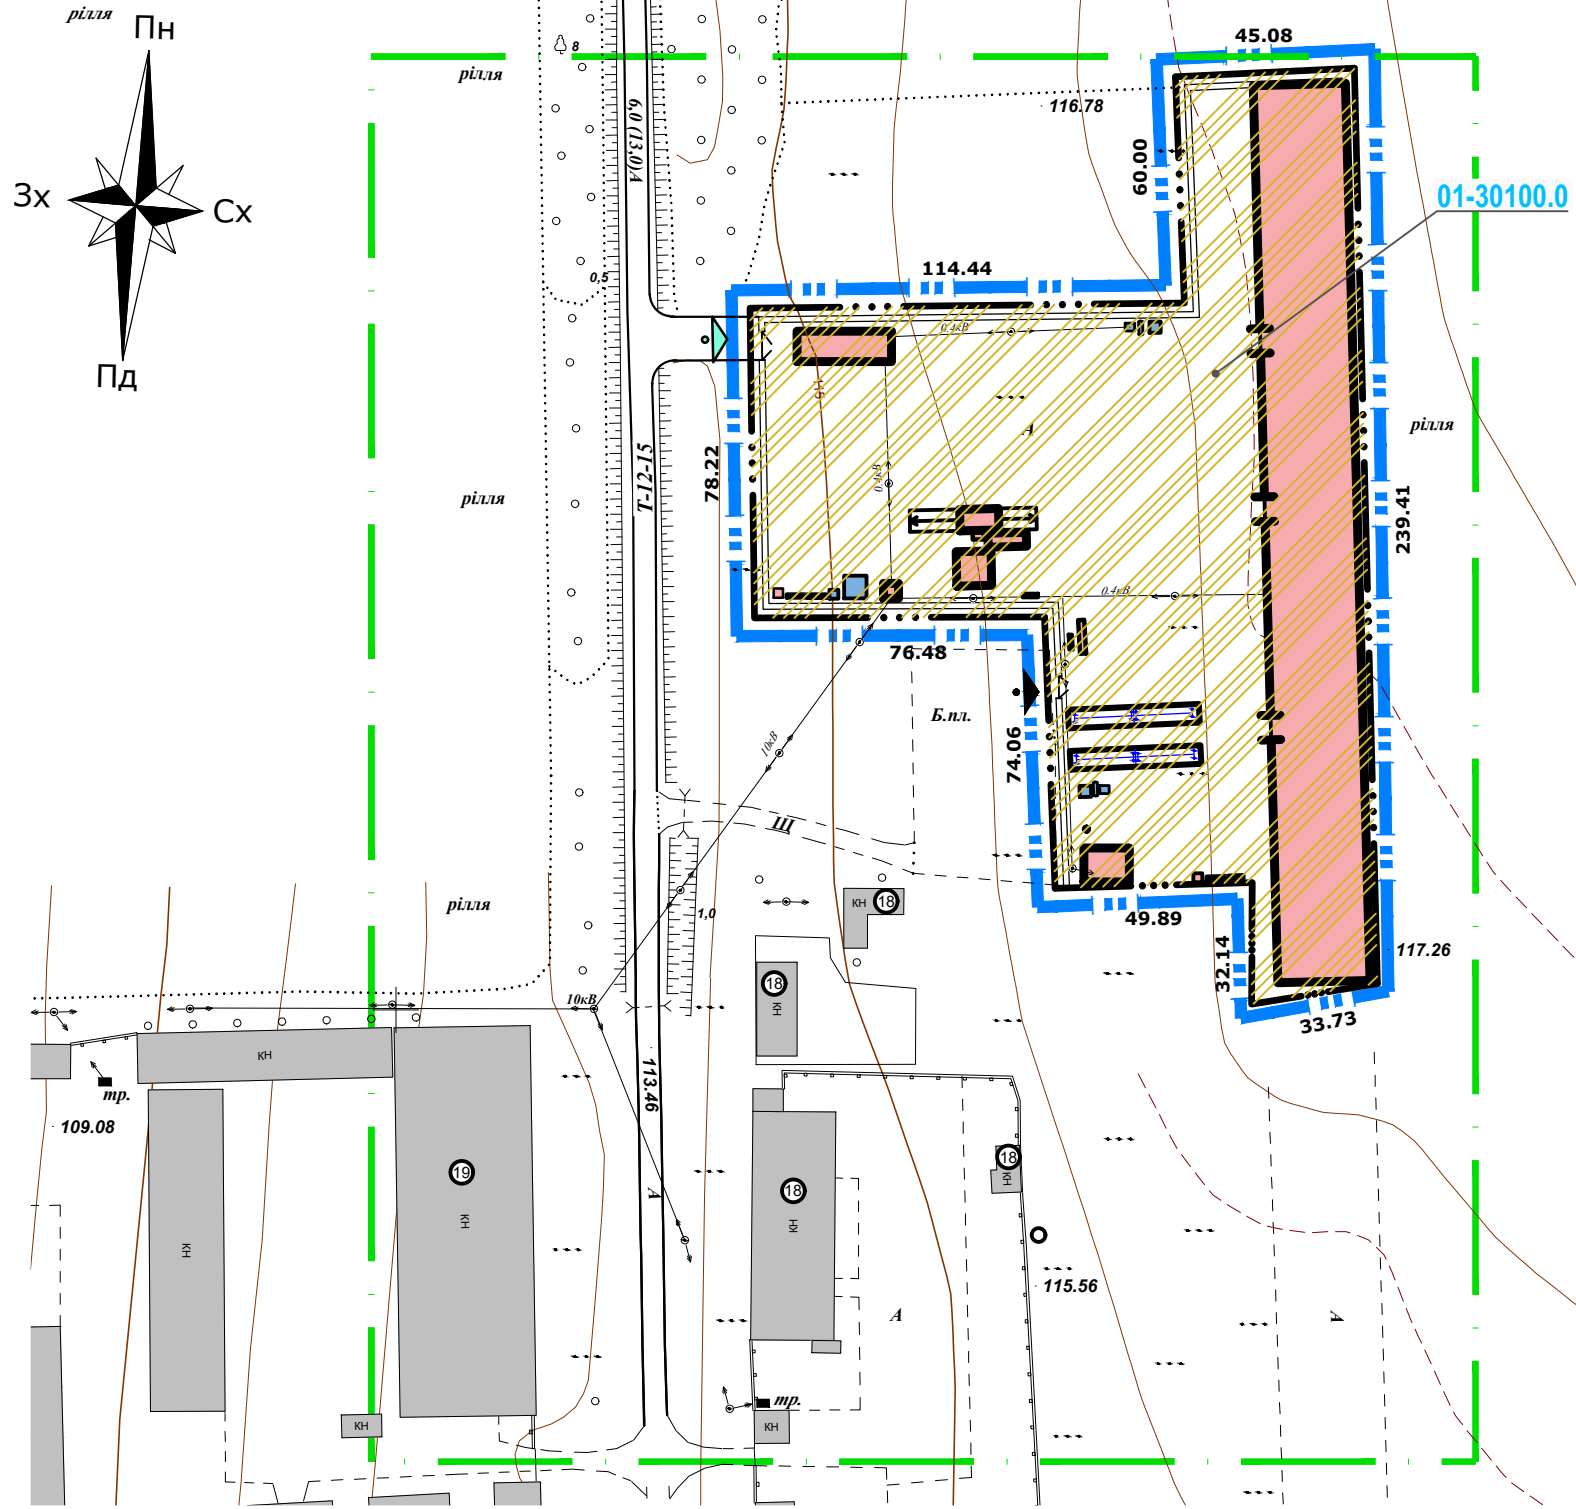 рілля
Пн
Зх
Сх
Пд
рілля
8
6,0 (13,0)А
0,5
45.08
116.78
60.00
01-30100.0
114.44
0.4кВ
115
А
рілля
Т-12-15
78.22
0.4кВ
рілля
239.41
0.4кВ
76.48
Б.пл.
74.06
10кВ
Щ
рілля
1,0
КН
18
49.89
32.14
117.26
33.73
18
КН
10кВ
КН
тр.
109.08
113.46
18
КН
19
КН
КН
А
18
КН
115.56
А
А
тр.
КН
КН